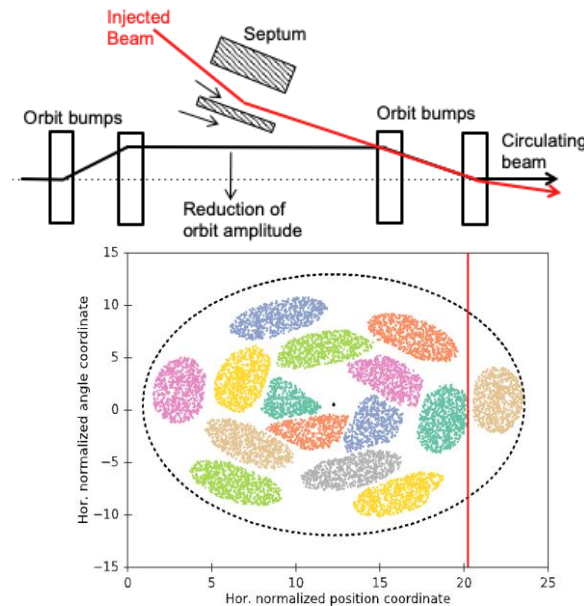 Injected
Beam
Septum
Orbit bumps
Orbit bumps
Circulating
beam
Reduction of
orbit amplitude
15
10
5
0
−5
−10
−15
Hor. normalized angle coordinate
0
5
10
15
20
25
Hor. normalized position coordinate